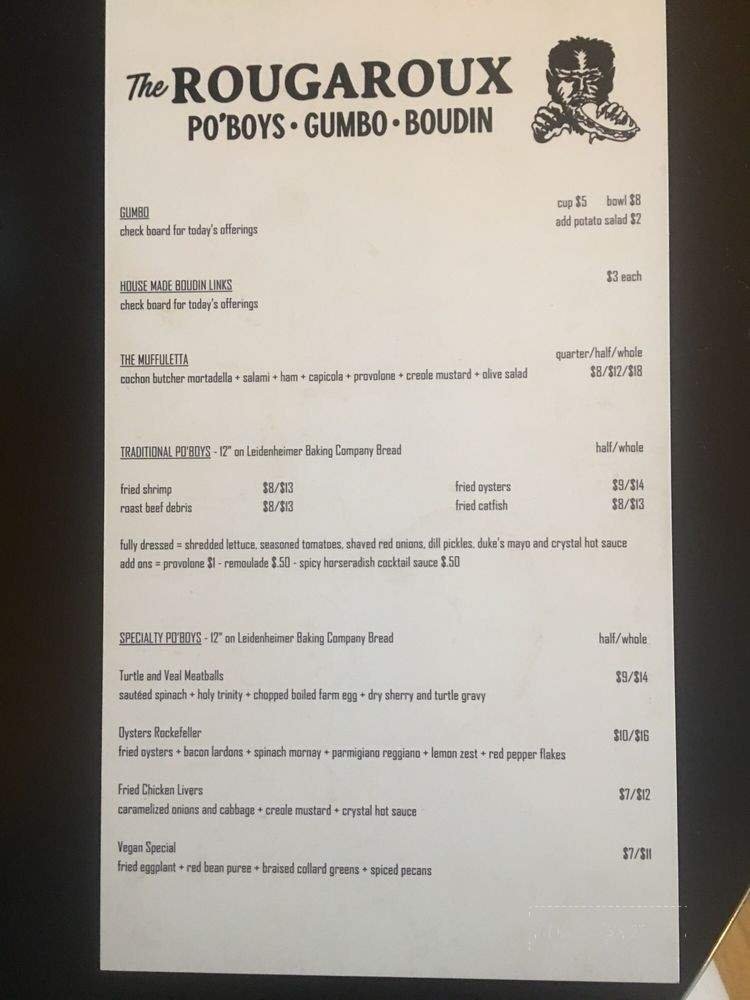 The ROUGAROUX
PO'BOYS • GUMBO • BOUDIN
GUMBO cup $5 bowl $8
check board for today's offerings add potato salad $2
HOUSE MADE BOUDIN LINKS $3 each
check board for today's offerings
THE MUFFULETTA quarter/half/whole
cochon butcher mortadella + salami + ham + capicola + provolone + creole mustard + olive salad $8/$12/$18
TRADITIONAL PO'BOYS - 12" on Leidenheimer Baking Company Bread half/whole
fried shrimp $8/$13 fried oysters $9/$14
roast beef debris $8/$13 fried catfish $8/$13
fully dressed = shredded lettuce, seasoned tomatoes, shaved red onions, dill pickles, duke's mayo and crystal hot sauce
add ons = provolone $1 - remoulade $.50 - spicy horseradish cocktail sauce $.50
SPECIALTY PO'BOYS - 12" on Leidenheimer Baking Company Bread half/whole
Turtle and Veal Meatballs $9/$14
sautéed spinach + holy trinity + chopped boiled farm egg + dry sherry and turtle gravy
Oysters Rockefeller $10/$16
fried oysters + bacon lardons + spinach mornay + parmigiano reggiano + lemon zest + red pepper flakes
Fried Chicken Livers $7/$12
caramelized onions and cabbage + creole mustard + crystal hot sauce
Vegan Special $7/$11
fried eggplant + red bean puree + braised collard greens + spiced pecans